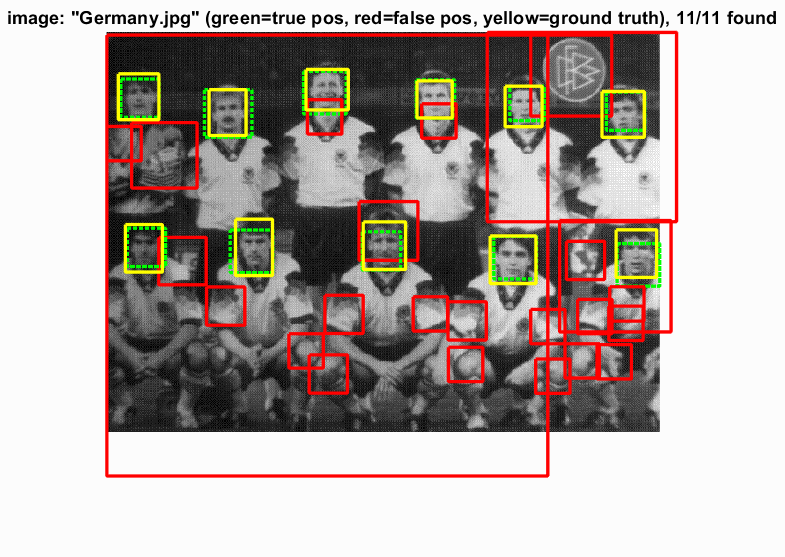 image: "Germany.jpg" (green=true pos, red=false pos, yellow=ground truth), 11/11 found